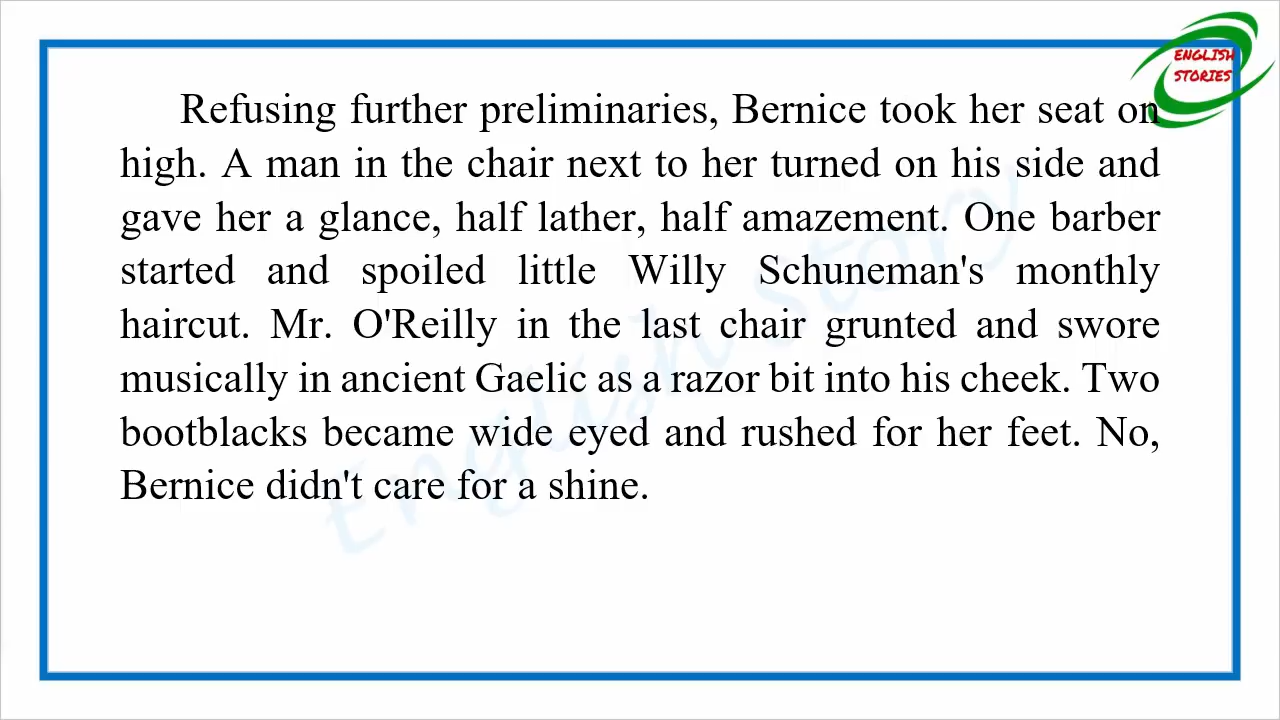 ENGLISH
STORIES
Refusing further preliminaries, Bernice took her seat on
high. A man in the chair next to her turned on his side and
gave her a glance, half lather, half amazement. One barber
started and spoiled little Willy Schuneman's monthly
haircut. Mr. O'Reilly in the last chair grunted and swore
musically in ancient Gaelic as a razor bit into his cheek. Two
bootblacks became wide eyed and rushed for her feet. No,
Bernice didn't care for a shine.
English Story